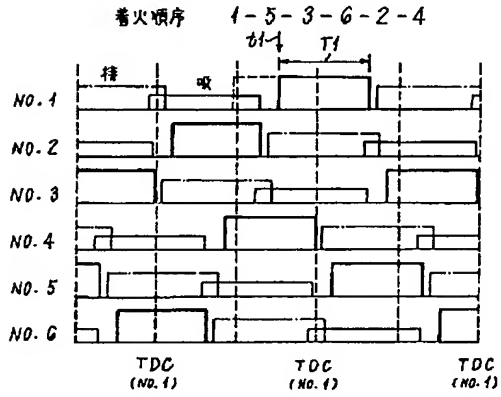 着火順序 1-5-3-6-2-4
t1 T1
排 吸
NO.1
NO.2
NO.3
NO.4
NO.5
NO.6
TDC TDC TDC
(NO.1) (NO.1) (NO.1)